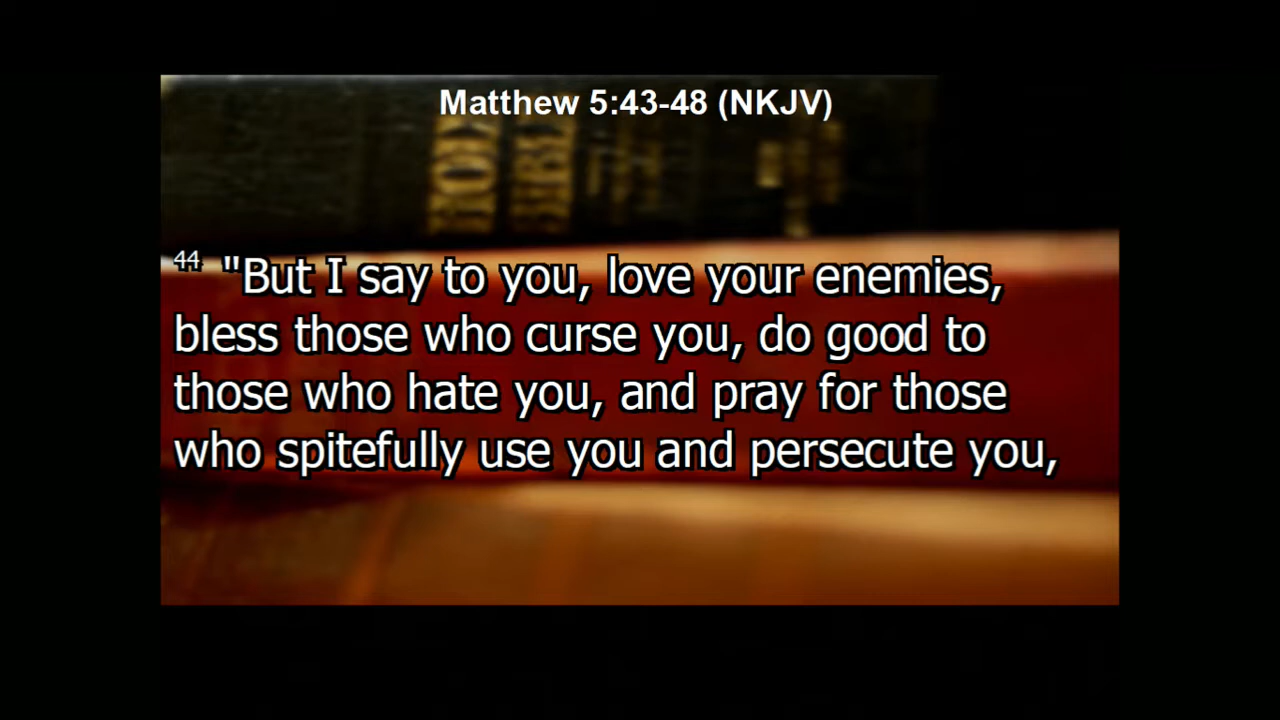 Matthew 5:43-48 (NKJV)
44 "But I say to you, love your enemies,
bless those who curse you, do good to
those who hate you, and pray for those
who spitefully use you and persecute you,